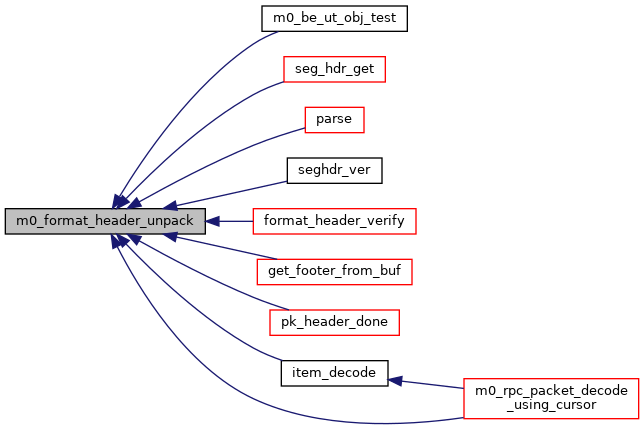 m0_be_ut_obj_test
seg_hdr_get
parse
seghdr_ver
m0_format_header_unpack
format_header_verify
get_footer_from_buf
pk_header_done
item_decode
m0_rpc_packet_decode
_using_cursor